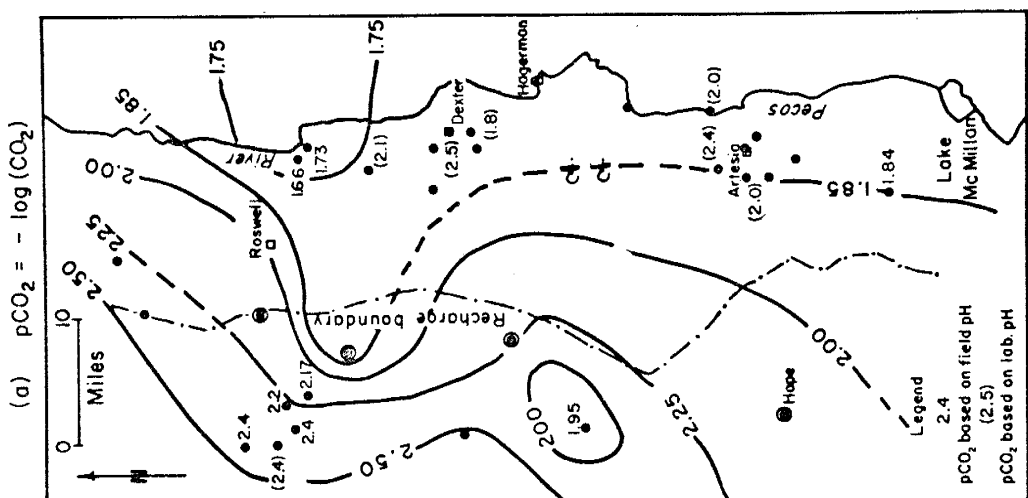 (a) pCO₂ = - log (CO₂)
0 10
Miles
N
2.50
2.25
2.00
1.85
1.75
1.75
River
Roswell
1.66
1.73
(2.1)
(2.5)
Dexter
(1.8)
Hagerman
Recharge boundary
2.17
2.2
2.4
2.4
(2.4)
2.50
200
1.95
2.25
2.00
?
?
(2.4)
(2.0)
Artesia
(2.0)
Pecos
1.85
1.84
Lake
McMillan
Hope
Legend
2.4
pCO₂ based on field pH
(2.5)
pCO₂ based on lab. pH